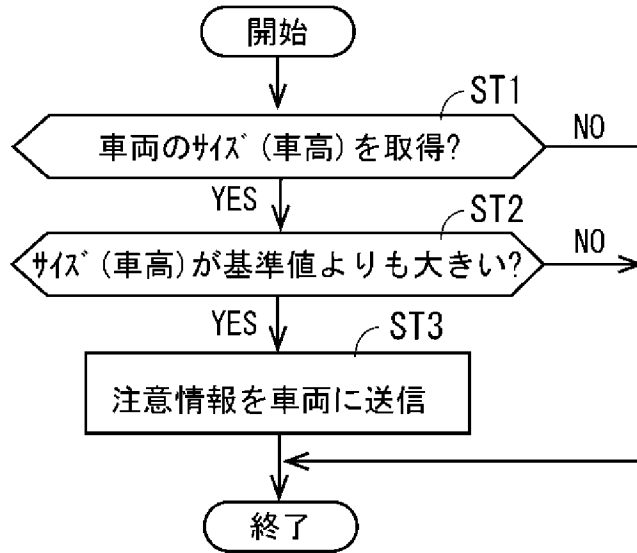 開始
ST1
車両のｻｲｽﾞ(車高)を取得?
NO
YES
ST2
ｻｲｽﾞ(車高)が基準値よりも大きい?
NO
YES
ST3
注意情報を車両に送信
終了